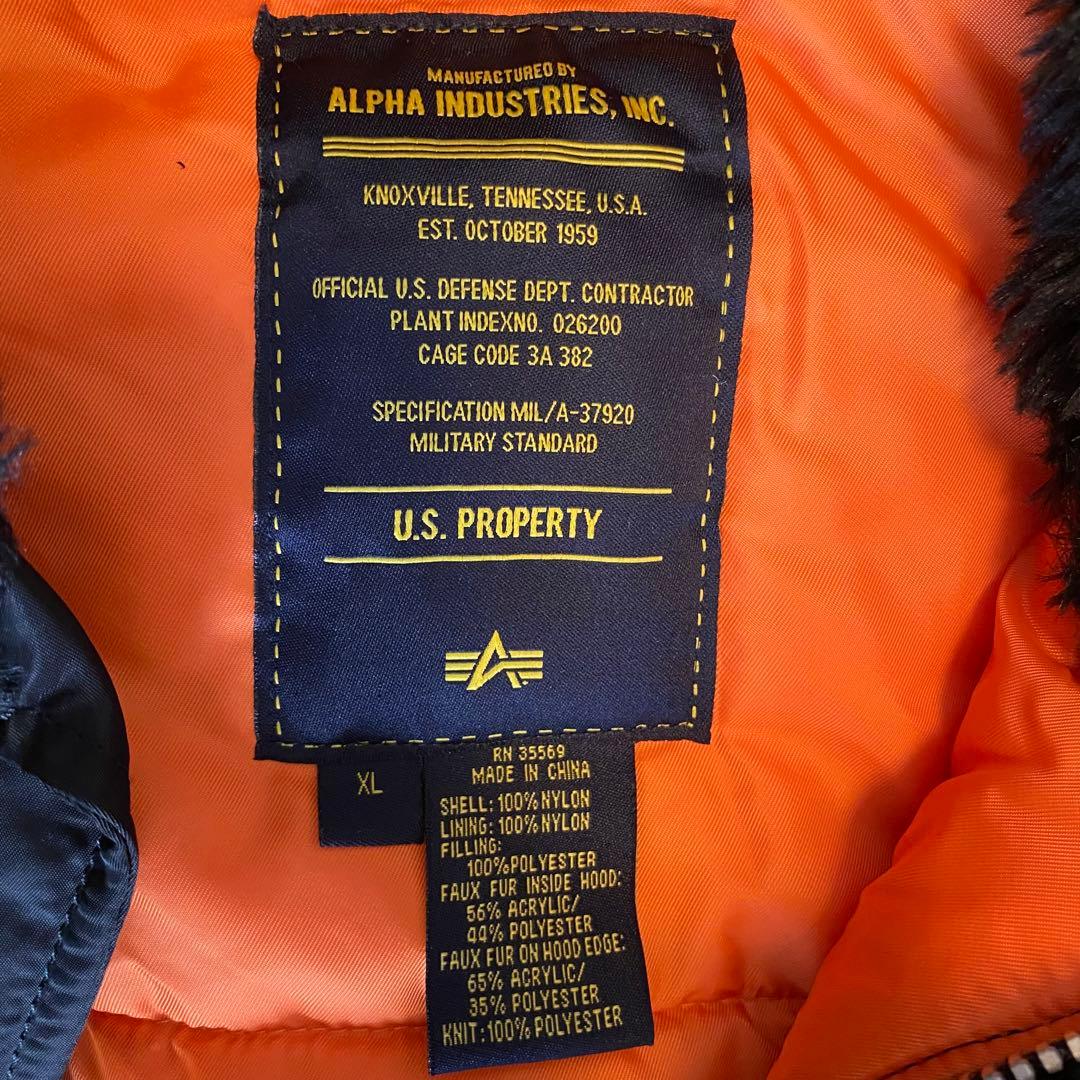 MANUFACTURED BY
ALPHA INDUSTRIES, INC.
KNOXVILLE, TENNESSEE, U.S.A.
EST. OCTOBER 1959
OFFICIAL U.S. DEFENSE DEPT. CONTRACTOR
PLANT INDEXNO. 026200
CAGE CODE 3A 382
SPECIFICATION MIL/A-37920
MILITARY STANDARD
U.S. PROPERTY
XL
RN 35569
MADE IN CHINA
SHELL: 100% NYLON
LINING: 100% NYLON
FILLING:
100% POLYESTER
FAUX FUR INSIDE HOOD:
56% ACRYLIC/
44% POLYESTER
FAUX FUR ON HOOD EDGE:
65% ACRYLIC/
35% POLYESTER
KNIT: 100% POLYESTER